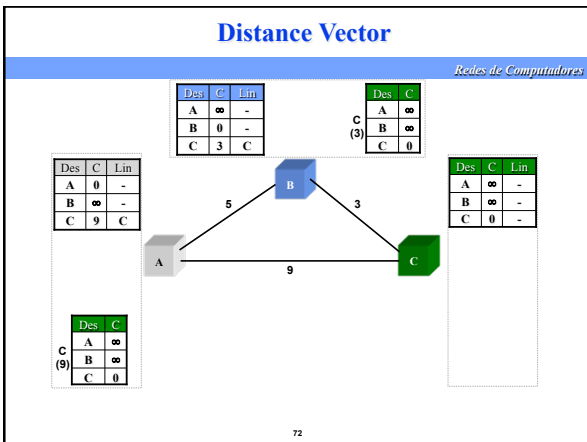 Distance Vector
Redes de Computadores
Des C Lin
A ∞ -
B 0 -
C 3 C
C
(3)
Des C
A ∞
B ∞
C 0
Des C Lin
A 0 -
B ∞ -
C 9 C
B
Des C Lin
A ∞ -
B ∞ -
C 0 -
5
3
A
C
9
C
(9)
Des C
A ∞
B ∞
C 0
72